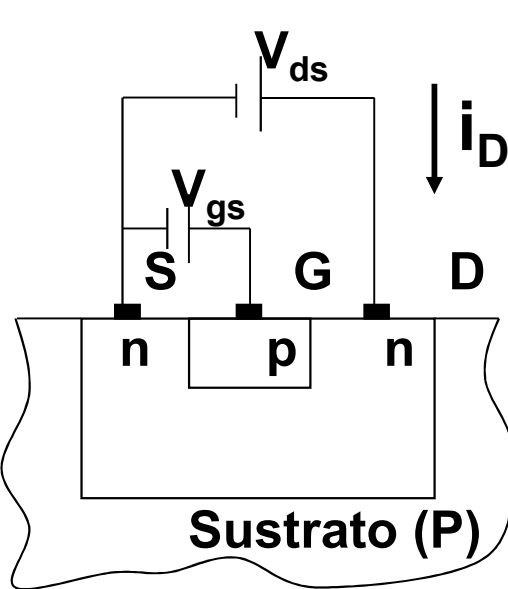 Vds
iD
Vgs
S G D
n p n
Sustrato (P)